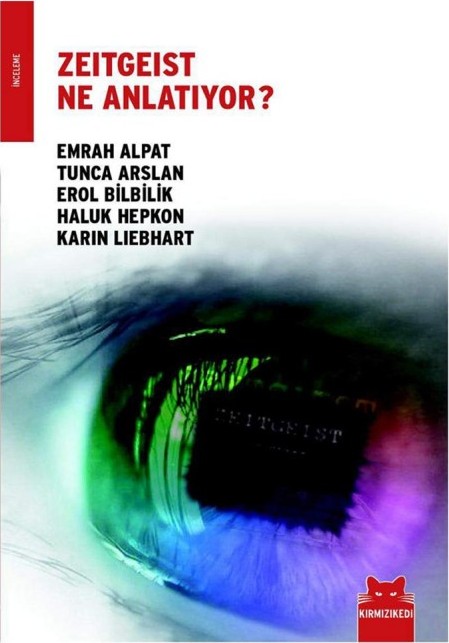 İNCELEME
ZEITGEIST
NE ANLATIYOR?
EMRAH ALPAT
TUNCA ARSLAN
EROL BİLBİLİK
HALUK HEPKON
KARIN LIEBHART
ZEITGEIST
KIRMIZIKEDİ